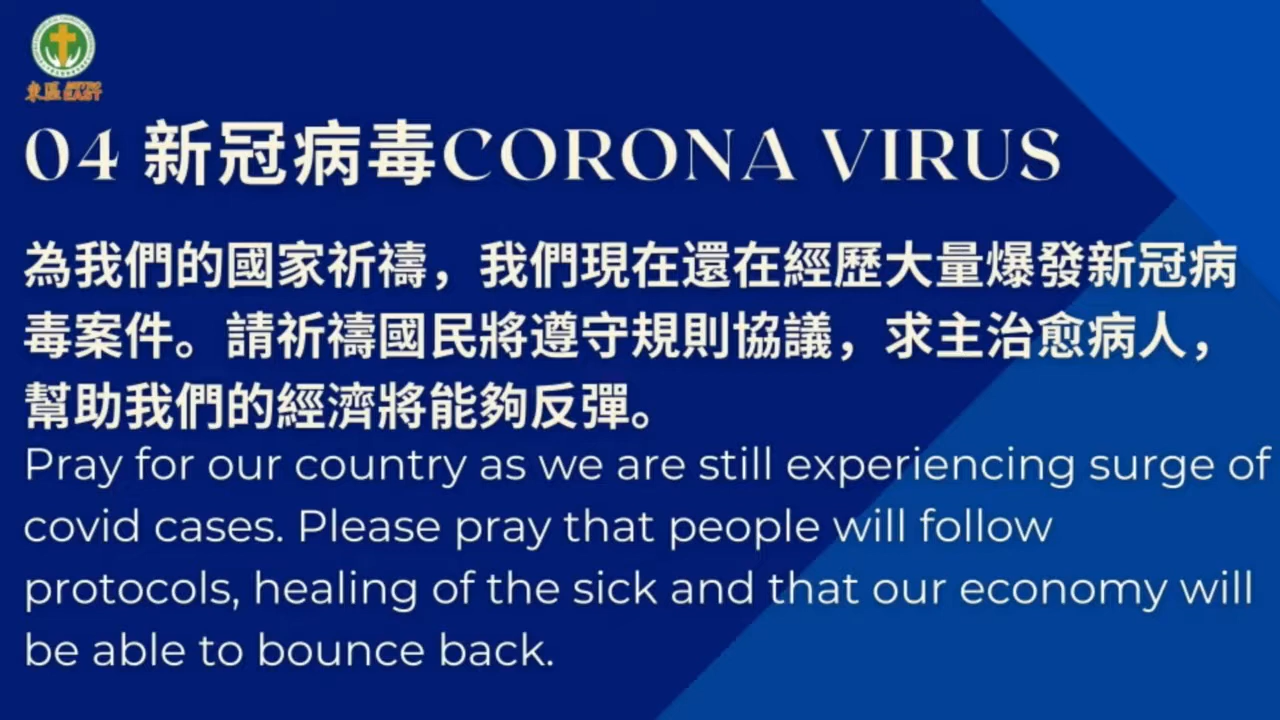 東區 METRO EAST
04 新冠病毒CORONA VIRUS
為我們的國家祈禱，我們現在還在經歷大量爆發新冠病
毒案件。請祈禱國民將遵守規則協議，求主治愈病人，
幫助我們的經濟將能夠反彈。
Pray for our country as we are still experiencing surge of
covid cases. Please pray that people will follow
protocols, healing of the sick and that our economy will
be able to bounce back.